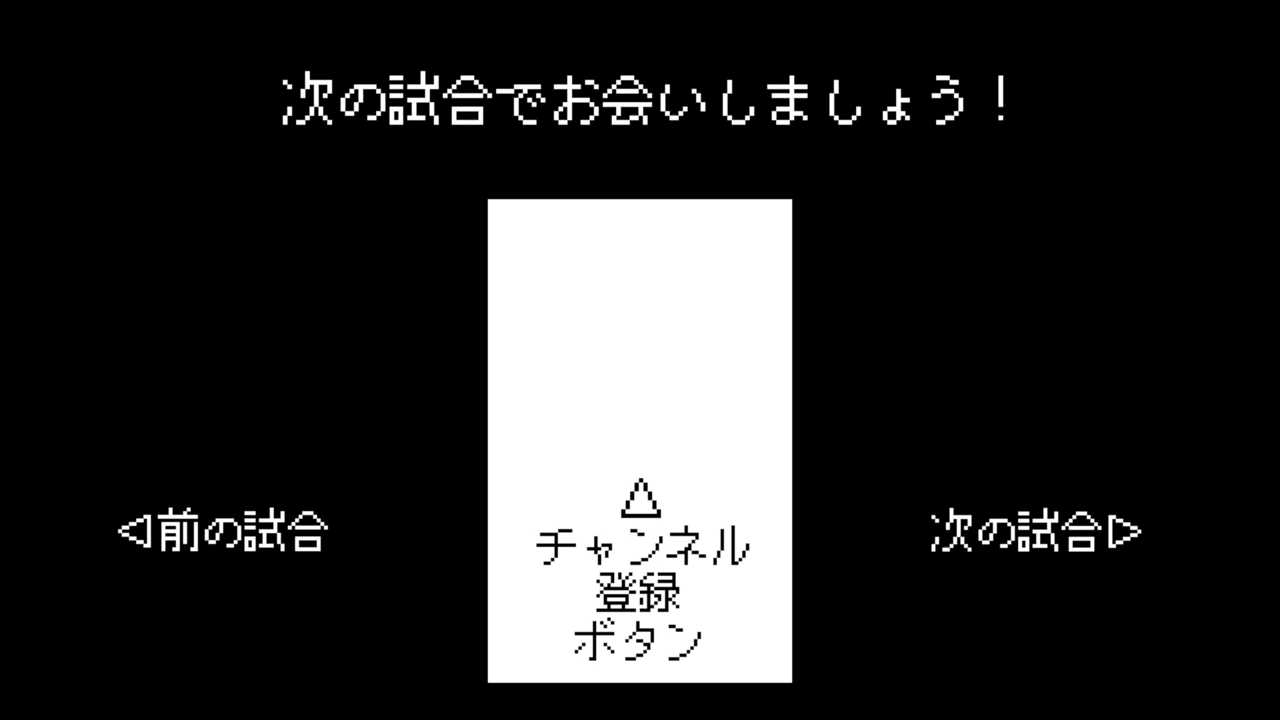 次の試合でお会いしましょう！
◁前の試合
△
チャンネル
登録
ボタン
次の試合▷